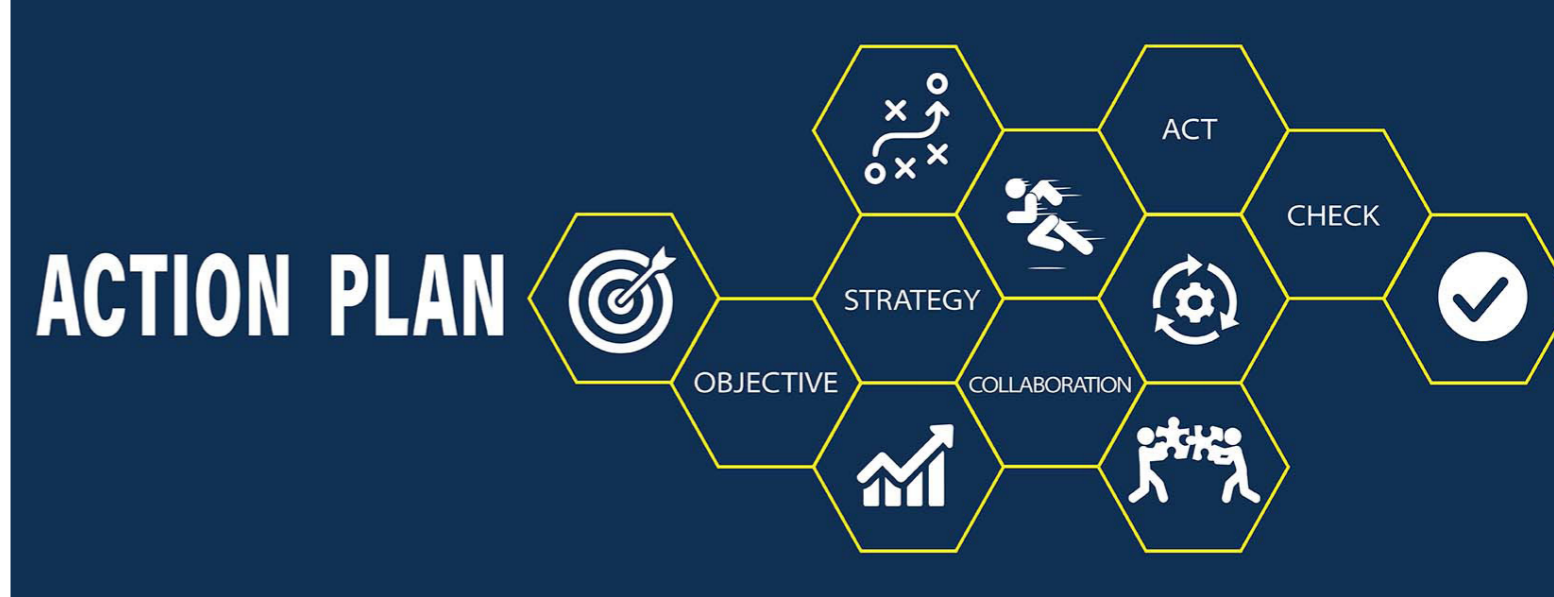 ACTION PLAN
ACT
CHECK
STRATEGY
OBJECTIVE
COLLABORATION